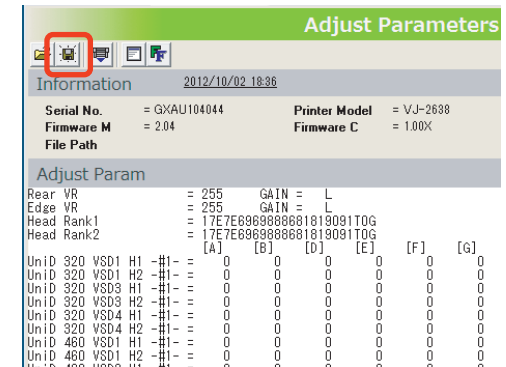 Adjust Parameters
Information 2012/10/02 18:36
Serial No. = GXAU104044 Printer Model = VJ-2638
Firmware M = 2.04 Firmware C = 1.00X
File Path
Adjust Param
Rear VR = 255 GAIN = L
Edge VR = 255 GAIN = L
Head Rank1 = 17E7E6969888681819091T0G
Head Rank2 = 17E7E6969888681819091T0G
[A] [B] [D] [E] [F] [G]
UniD 320 VSD1 H1 -#1- = 0 0 0 0 0 0
UniD 320 VSD1 H2 -#1- = 0 0 0 0 0 0
UniD 320 VSD3 H1 -#1- = 0 0 0 0 0 0
UniD 320 VSD3 H2 -#1- = 0 0 0 0 0 0
UniD 320 VSD4 H1 -#1- = 0 0 0 0 0 0
UniD 320 VSD4 H2 -#1- = 0 0 0 0 0 0
UniD 460 VSD1 H1 -#1- = 0 0 0 0 0 0
UniD 460 VSD1 H2 -#1- = 0 0 0 0 0 0